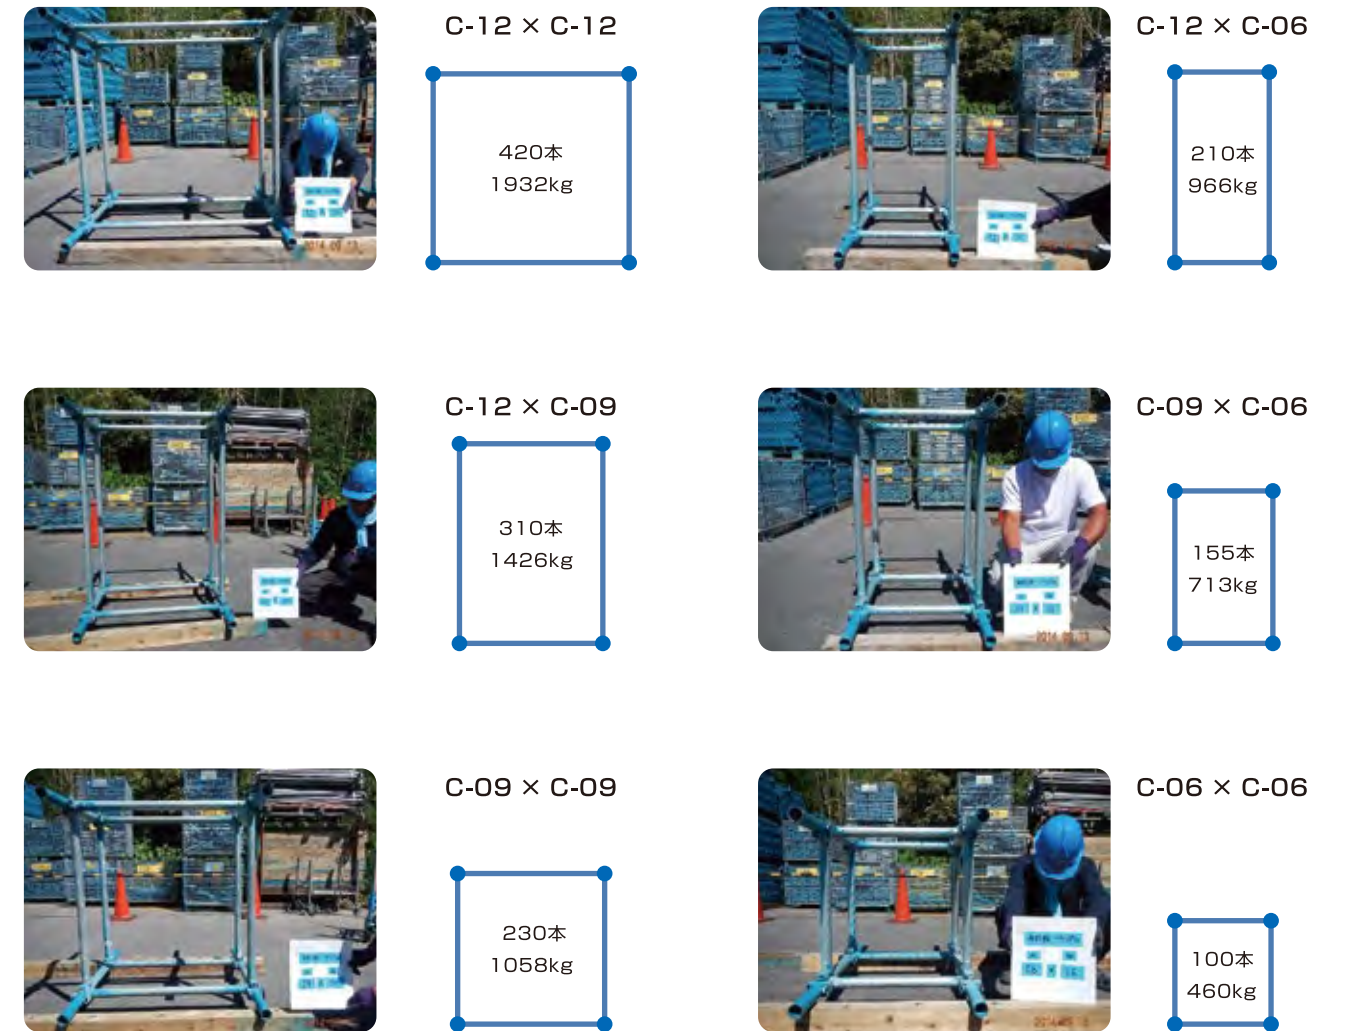 C-12 × C-12
420本
1932kg
C-12 × C-06
210本
966kg
C-12 × C-09
310本
1426kg
C-09 × C-06
155本
713kg
C-09 × C-09
230本
1058kg
C-06 × C-06
100本
460kg